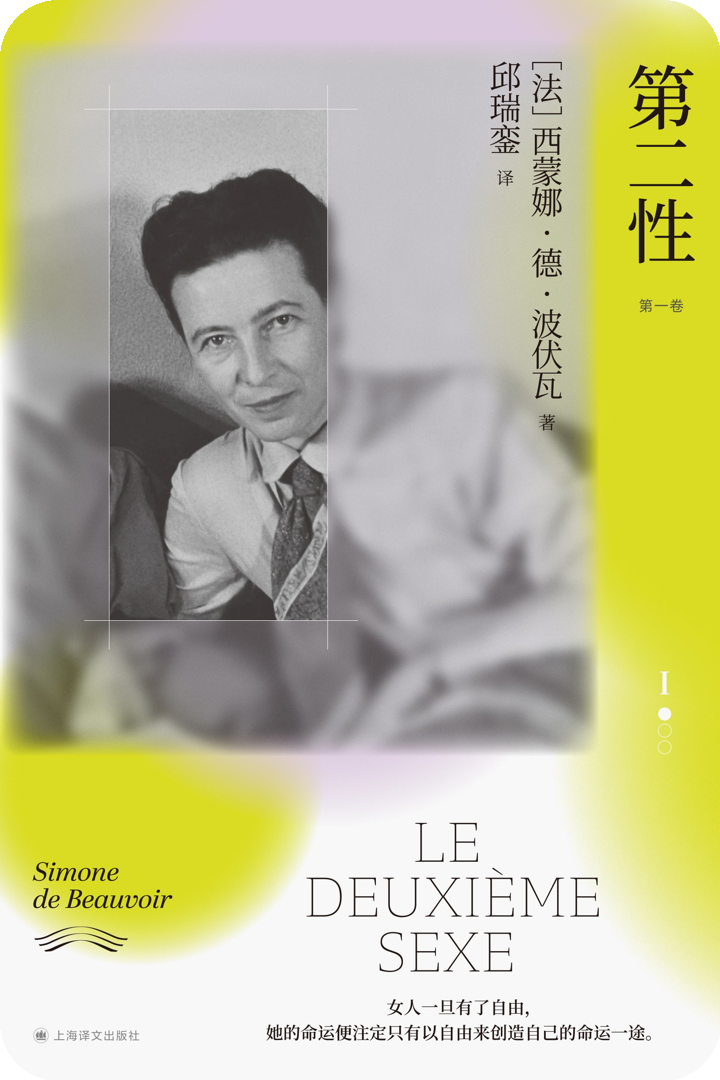 第二性
第一卷
[法]西蒙娜·德·波伏瓦 著
邱瑞銮 译
I
LE
DEUXIÈME
SEXE
Simone
de Beauvoir
女人一旦有了自由，
她的命运便注定只有以自由来创造自己的命运一途。
上海译文出版社